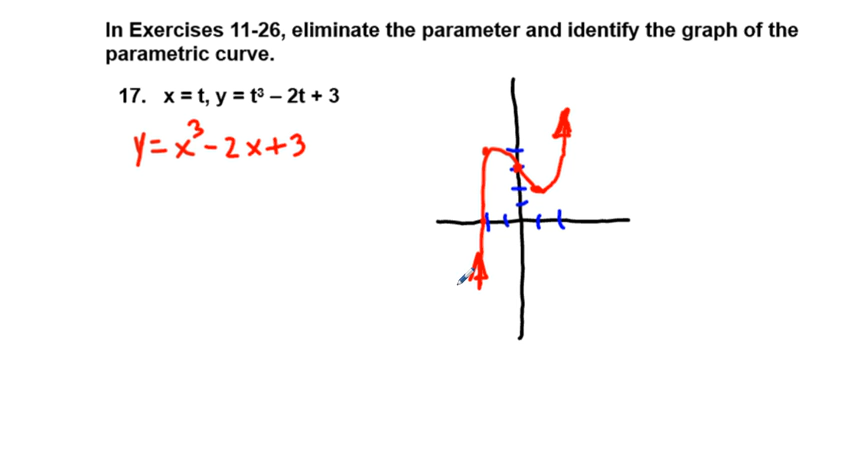 In Exercises 11-26, eliminate the parameter and identify the graph of the
parametric curve.
17. x = t, y = t³ – 2t + 3
y = x³ - 2x + 3